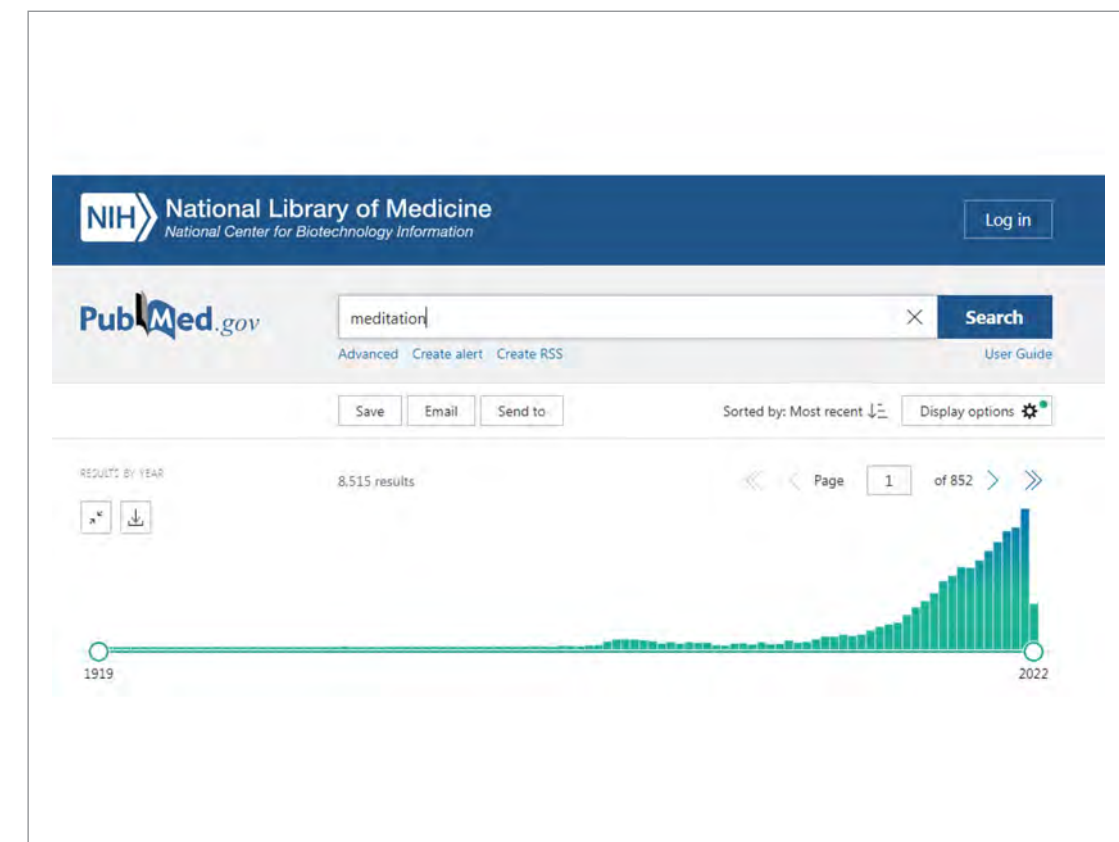 NIH National Library of Medicine
National Center for Biotechnology Information
Log in
PubMed.gov
meditation
Search
Advanced Create alert Create RSS
User Guide
Save Email Send to
Sorted by: Most recent
Display options
RESULTS BY YEAR
8,515 results
Page 1 of 852
1919
2022